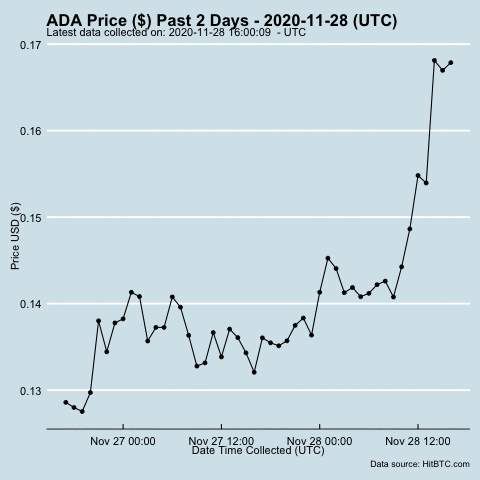 ADA Price ($) Past 2 Days - 2020-11-28 (UTC)
Latest data collected on: 2020-11-28 16:00:09 - UTC
0.17
0.16
0.15
0.14
0.13
Price USD ($)
Nov 27 00:00 Nov 27 12:00 Nov 28 00:00 Nov 28 12:00
Date Time Collected (UTC)
Data source: HitBTC.com